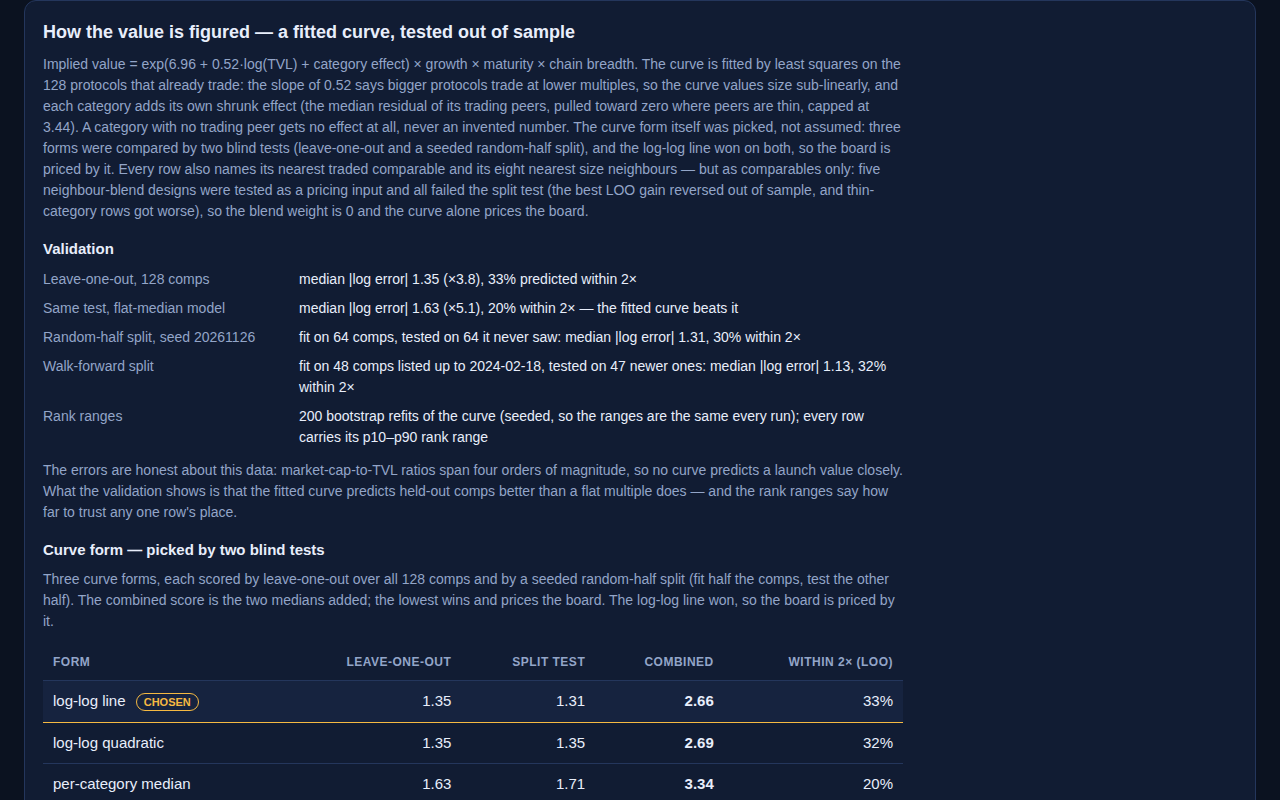 How the value is figured — a fitted curve, tested out of sample
Implied value = exp(6.96 + 0.52·log(TVL) + category effect) × growth × maturity × chain breadth. The curve is fitted by least squares on the
128 protocols that already trade: the slope of 0.52 says bigger protocols trade at lower multiples, so the curve values size sub-linearly, and
each category adds its own shrunk effect (the median residual of its trading peers, pulled toward zero where peers are thin, capped at
3.44). A category with no trading peer gets no effect at all, never an invented number. The curve form itself was picked, not assumed: three
forms were compared by two blind tests (leave-one-out and a seeded random-half split), and the log-log line won on both, so the board is
priced by it. Every row also names its nearest traded comparable and its eight nearest size neighbours — but as comparables only: five
neighbour-blend designs were tested as a pricing input and all failed the split test (the best LOO gain reversed out of sample, and thin-
category rows got worse), so the blend weight is 0 and the curve alone prices the board.
Validation
Leave-one-out, 128 comps median |log error| 1.35 (×3.8), 33% predicted within 2×
Same test, flat-median model median |log error| 1.63 (×5.1), 20% within 2× — the fitted curve beats it
Random-half split, seed 20261126 fit on 64 comps, tested on 64 it never saw: median |log error| 1.31, 30% within 2×
Walk-forward split fit on 48 comps listed up to 2024-02-18, tested on 47 newer ones: median |log error| 1.13, 32%
within 2×
Rank ranges 200 bootstrap refits of the curve (seeded, so the ranges are the same every run); every row
carries its p10–p90 rank range
The errors are honest about this data: market-cap-to-TVL ratios span four orders of magnitude, so no curve predicts a launch value closely.
What the validation shows is that the fitted curve predicts held-out comps better than a flat multiple does — and the rank ranges say how
far to trust any one row's place.
Curve form — picked by two blind tests
Three curve forms, each scored by leave-one-out over all 128 comps and by a seeded random-half split (fit half the comps, test the other
half). The combined score is the two medians added; the lowest wins and prices the board. The log-log line won, so the board is priced by
it.
FORM LEAVE-ONE-OUT SPLIT TEST COMBINED WITHIN 2× (LOO)
log-log line CHOSEN 1.35 1.31 2.66 33%
log-log quadratic 1.35 1.35 2.69 32%
per-category median 1.63 1.71 3.34 20%